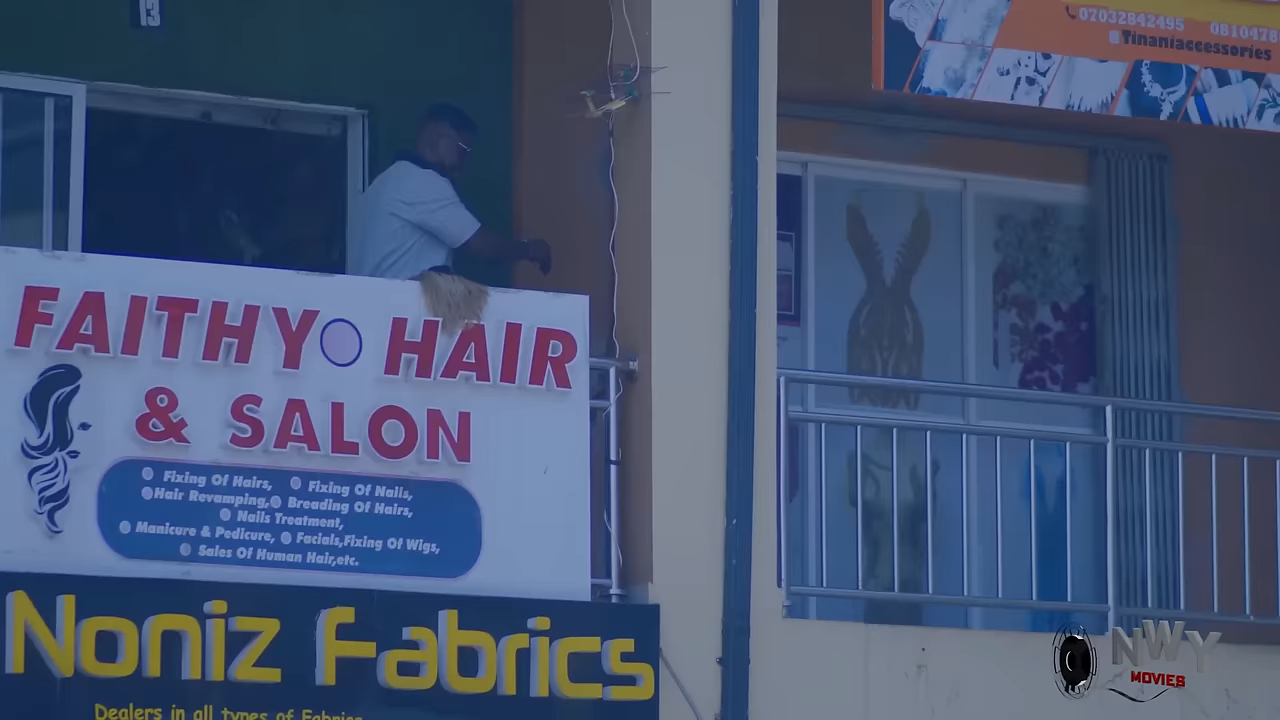 13
07032842495 0810478
@Tinaniaccessories
FAITHY HAIR
& SALON
Fixing Of Hairs, Fixing Of Nails,
Hair Revamping, Breading Of Hairs,
Nails Treatment,
Manicure & Pedicure, Facials,Fixing Of Wigs,
Sales Of Human Hair,etc.
Noniz Fabrics
Dealers in all types of Fabrics
NWY
MOVIES